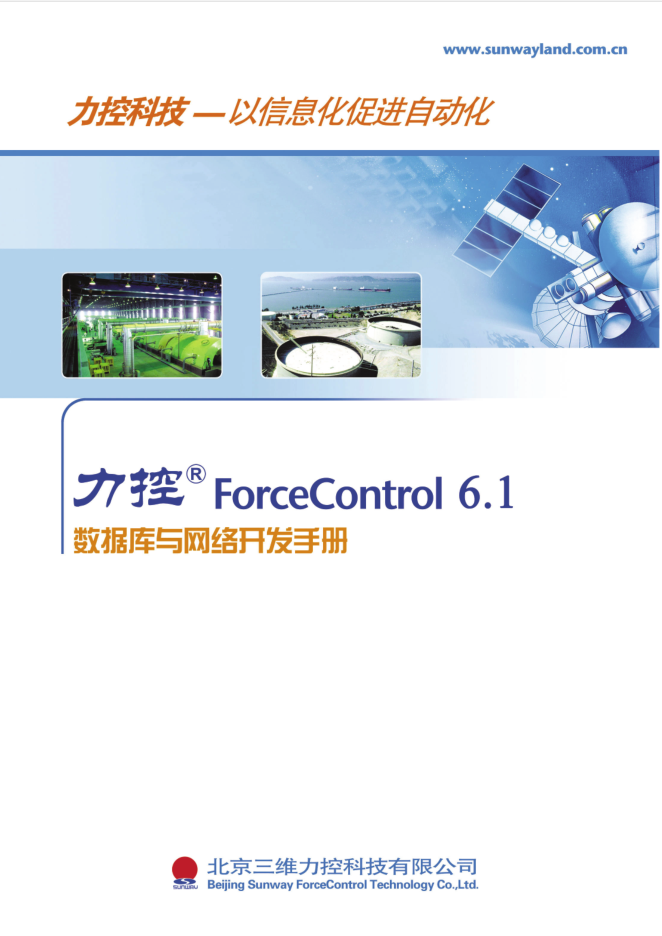 www.sunwayland.com.cn
力控科技 — 以信息化促进自动化
力控® ForceControl 6.1
数据库与网络开发手册
北京三维力控科技有限公司
SUNWAY Beijing Sunway ForceControl Technology Co.,Ltd.